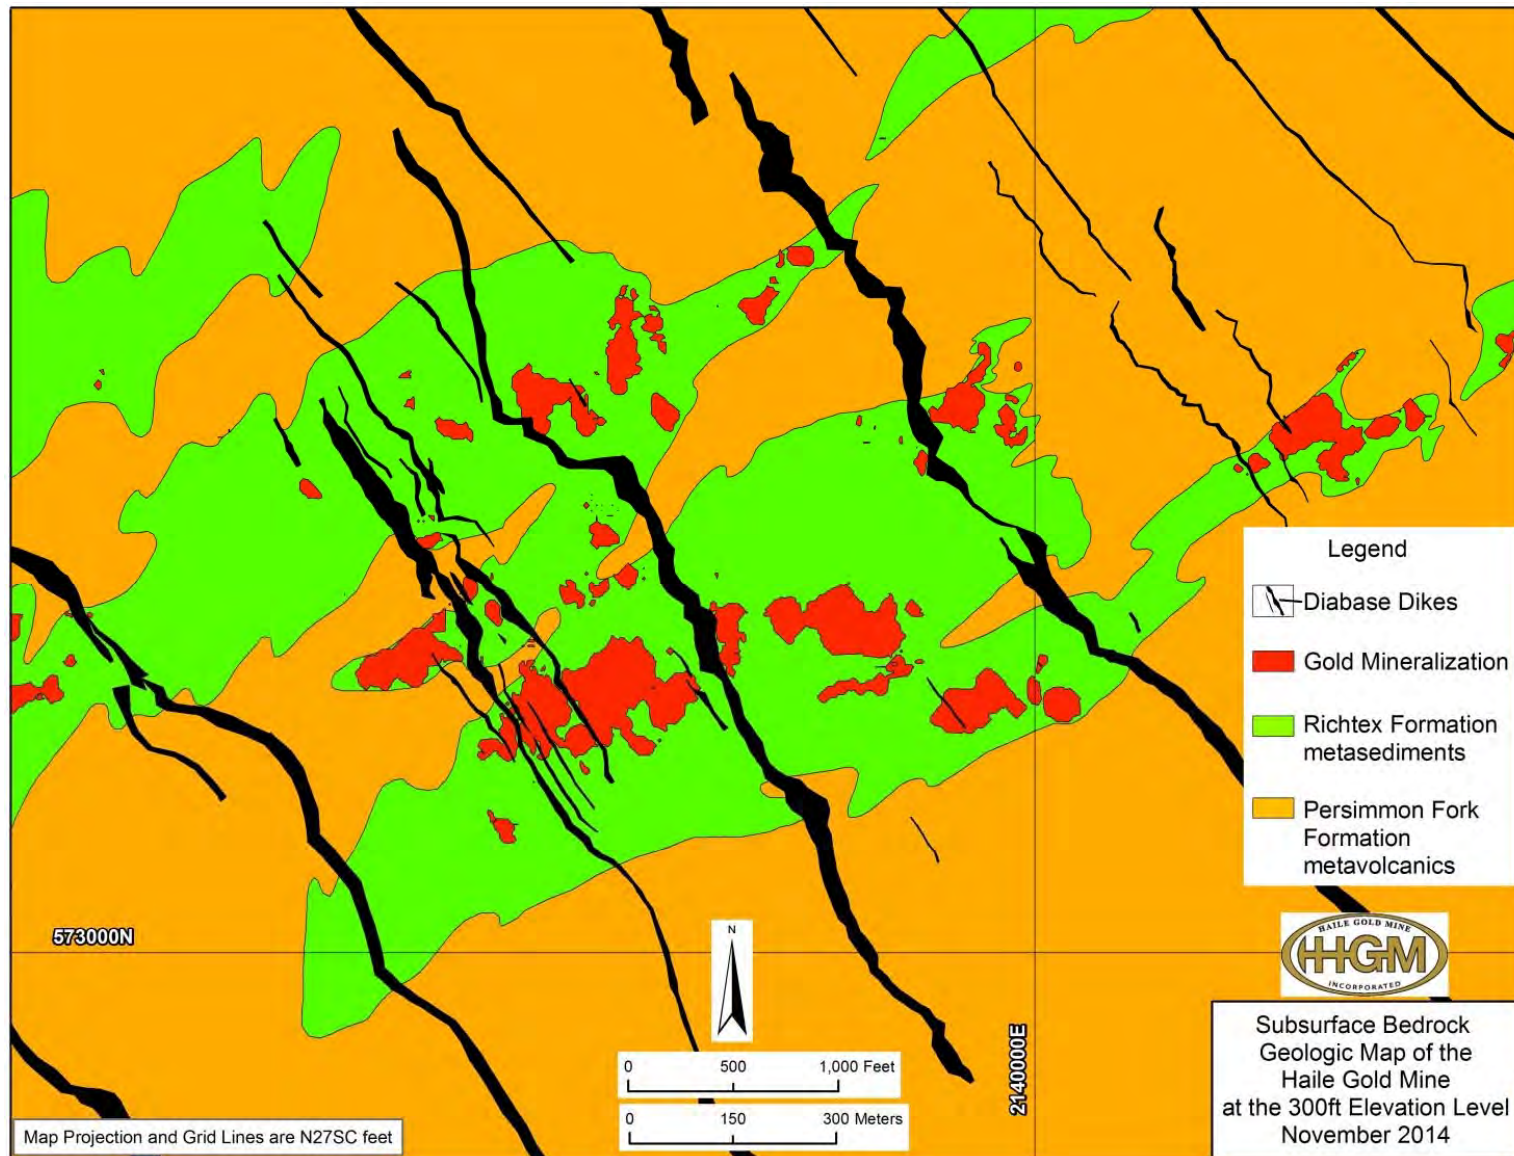 Legend
Diabase Dikes
Gold Mineralization
Richtex Formation
metasediments
Persimmon Fork
Formation
metavolcanics
573000N
N
HAILE GOLD MINE
HHGM
INCORPORATED
2140000E
0 500 1,000 Feet
0 150 300 Meters
Subsurface Bedrock
Geologic Map of the
Haile Gold Mine
at the 300ft Elevation Level
November 2014
Map Projection and Grid Lines are N27SC feet